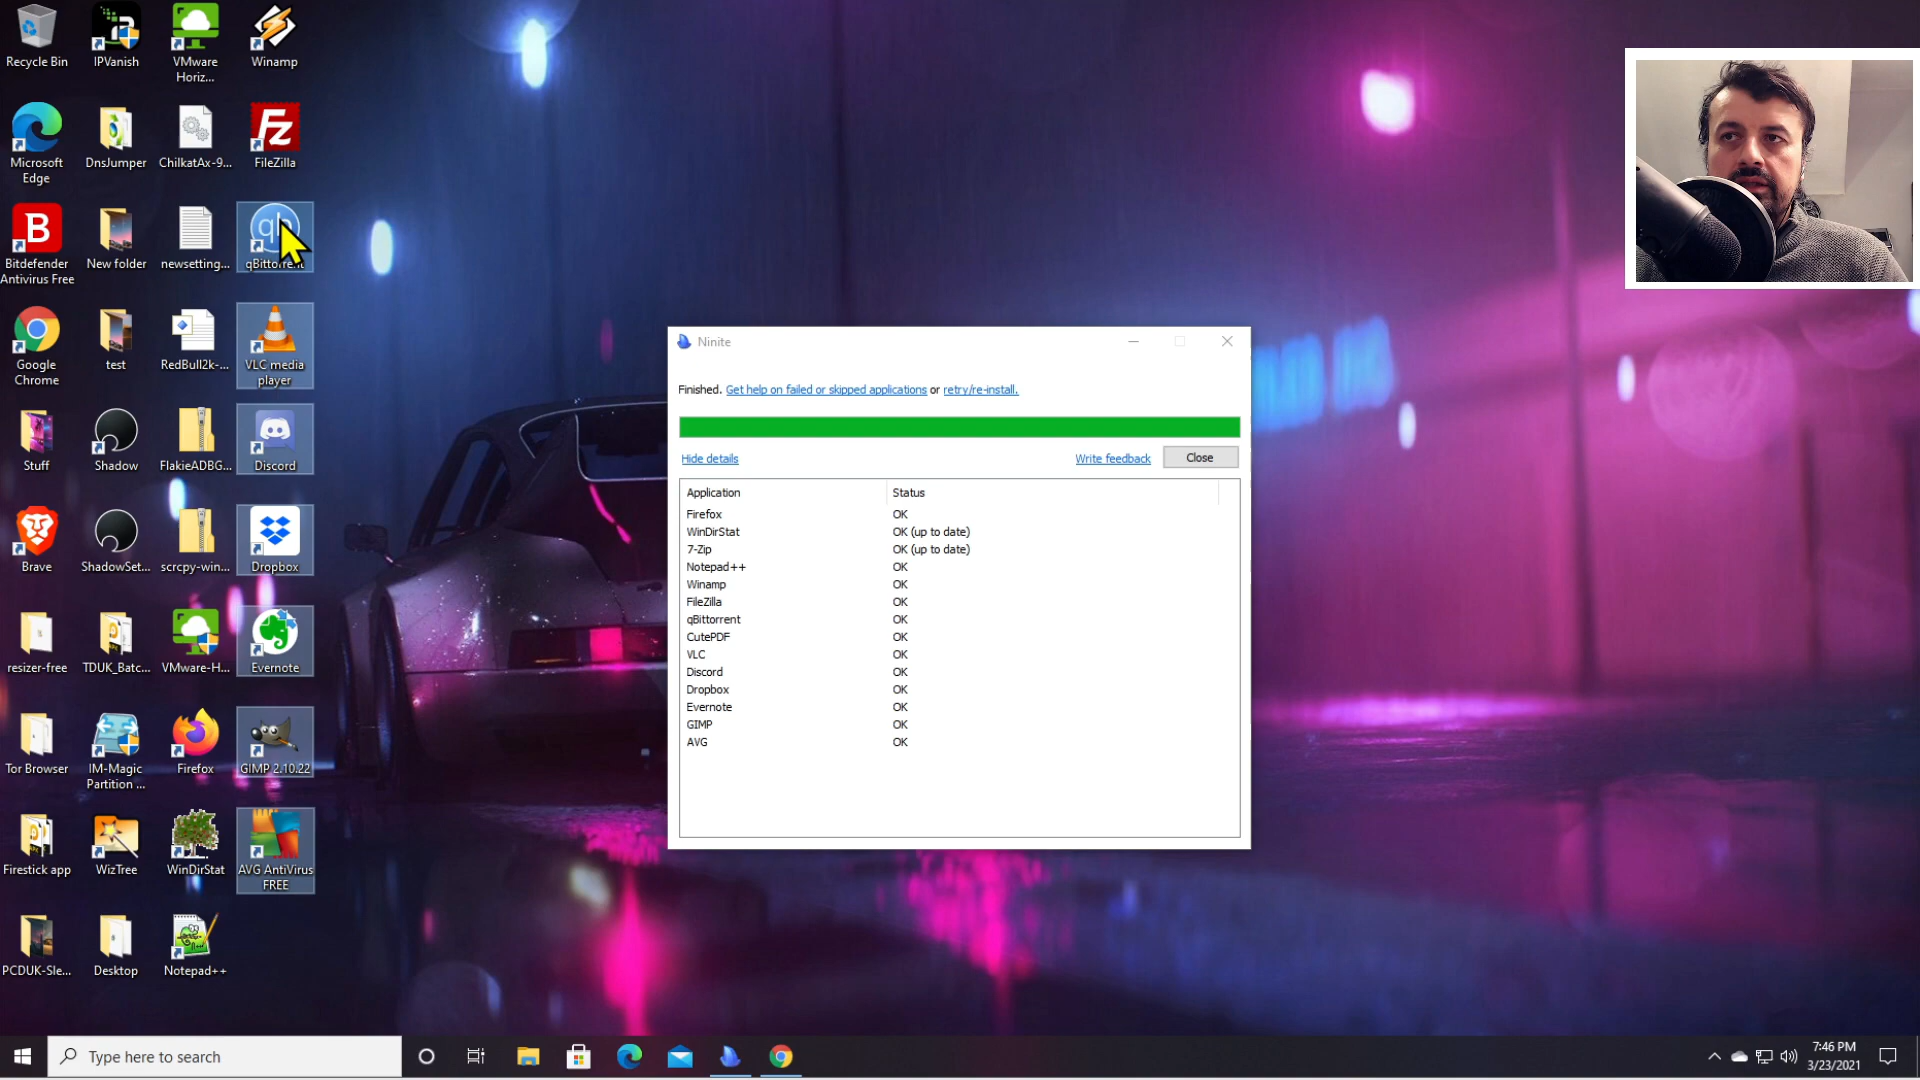 Recycle Bin
IPVanish
VMware
Horiz...
Winamp
Microsoft
Edge
DnsJumper
ChilkatAx-9...
FileZilla
Bitdefender
Antivirus Free
New folder
newsetting...
qBittorrent
Google
Chrome
test
RedBull2k-...
VLC media
player
Stuff
Shadow
FlakieADBG...
Discord
Brave
ShadowSet...
scrcpy-win...
Dropbox
resizer-free
TDUK_Batc...
VMware-H...
Evernote
Tor Browser
IM-Magic
Partition ...
Firefox
GIMP 2.10.22
Firestick app
WizTree
WinDirStat
AVG AntiVirus
FREE
PCDUK-Sle...
Desktop
Notepad++
Ninite
Finished. Get help on failed or skipped applications or retry/re-install.
Hide details
Write feedback
Close
Application Status
Firefox OK
WinDirStat OK (up to date)
7-Zip OK (up to date)
Notepad++ OK
Winamp OK
FileZilla OK
qBittorrent OK
CutePDF OK
VLC OK
Discord OK
Dropbox OK
Evernote OK
GIMP OK
AVG OK
Type here to search
7:46 PM
3/23/2021